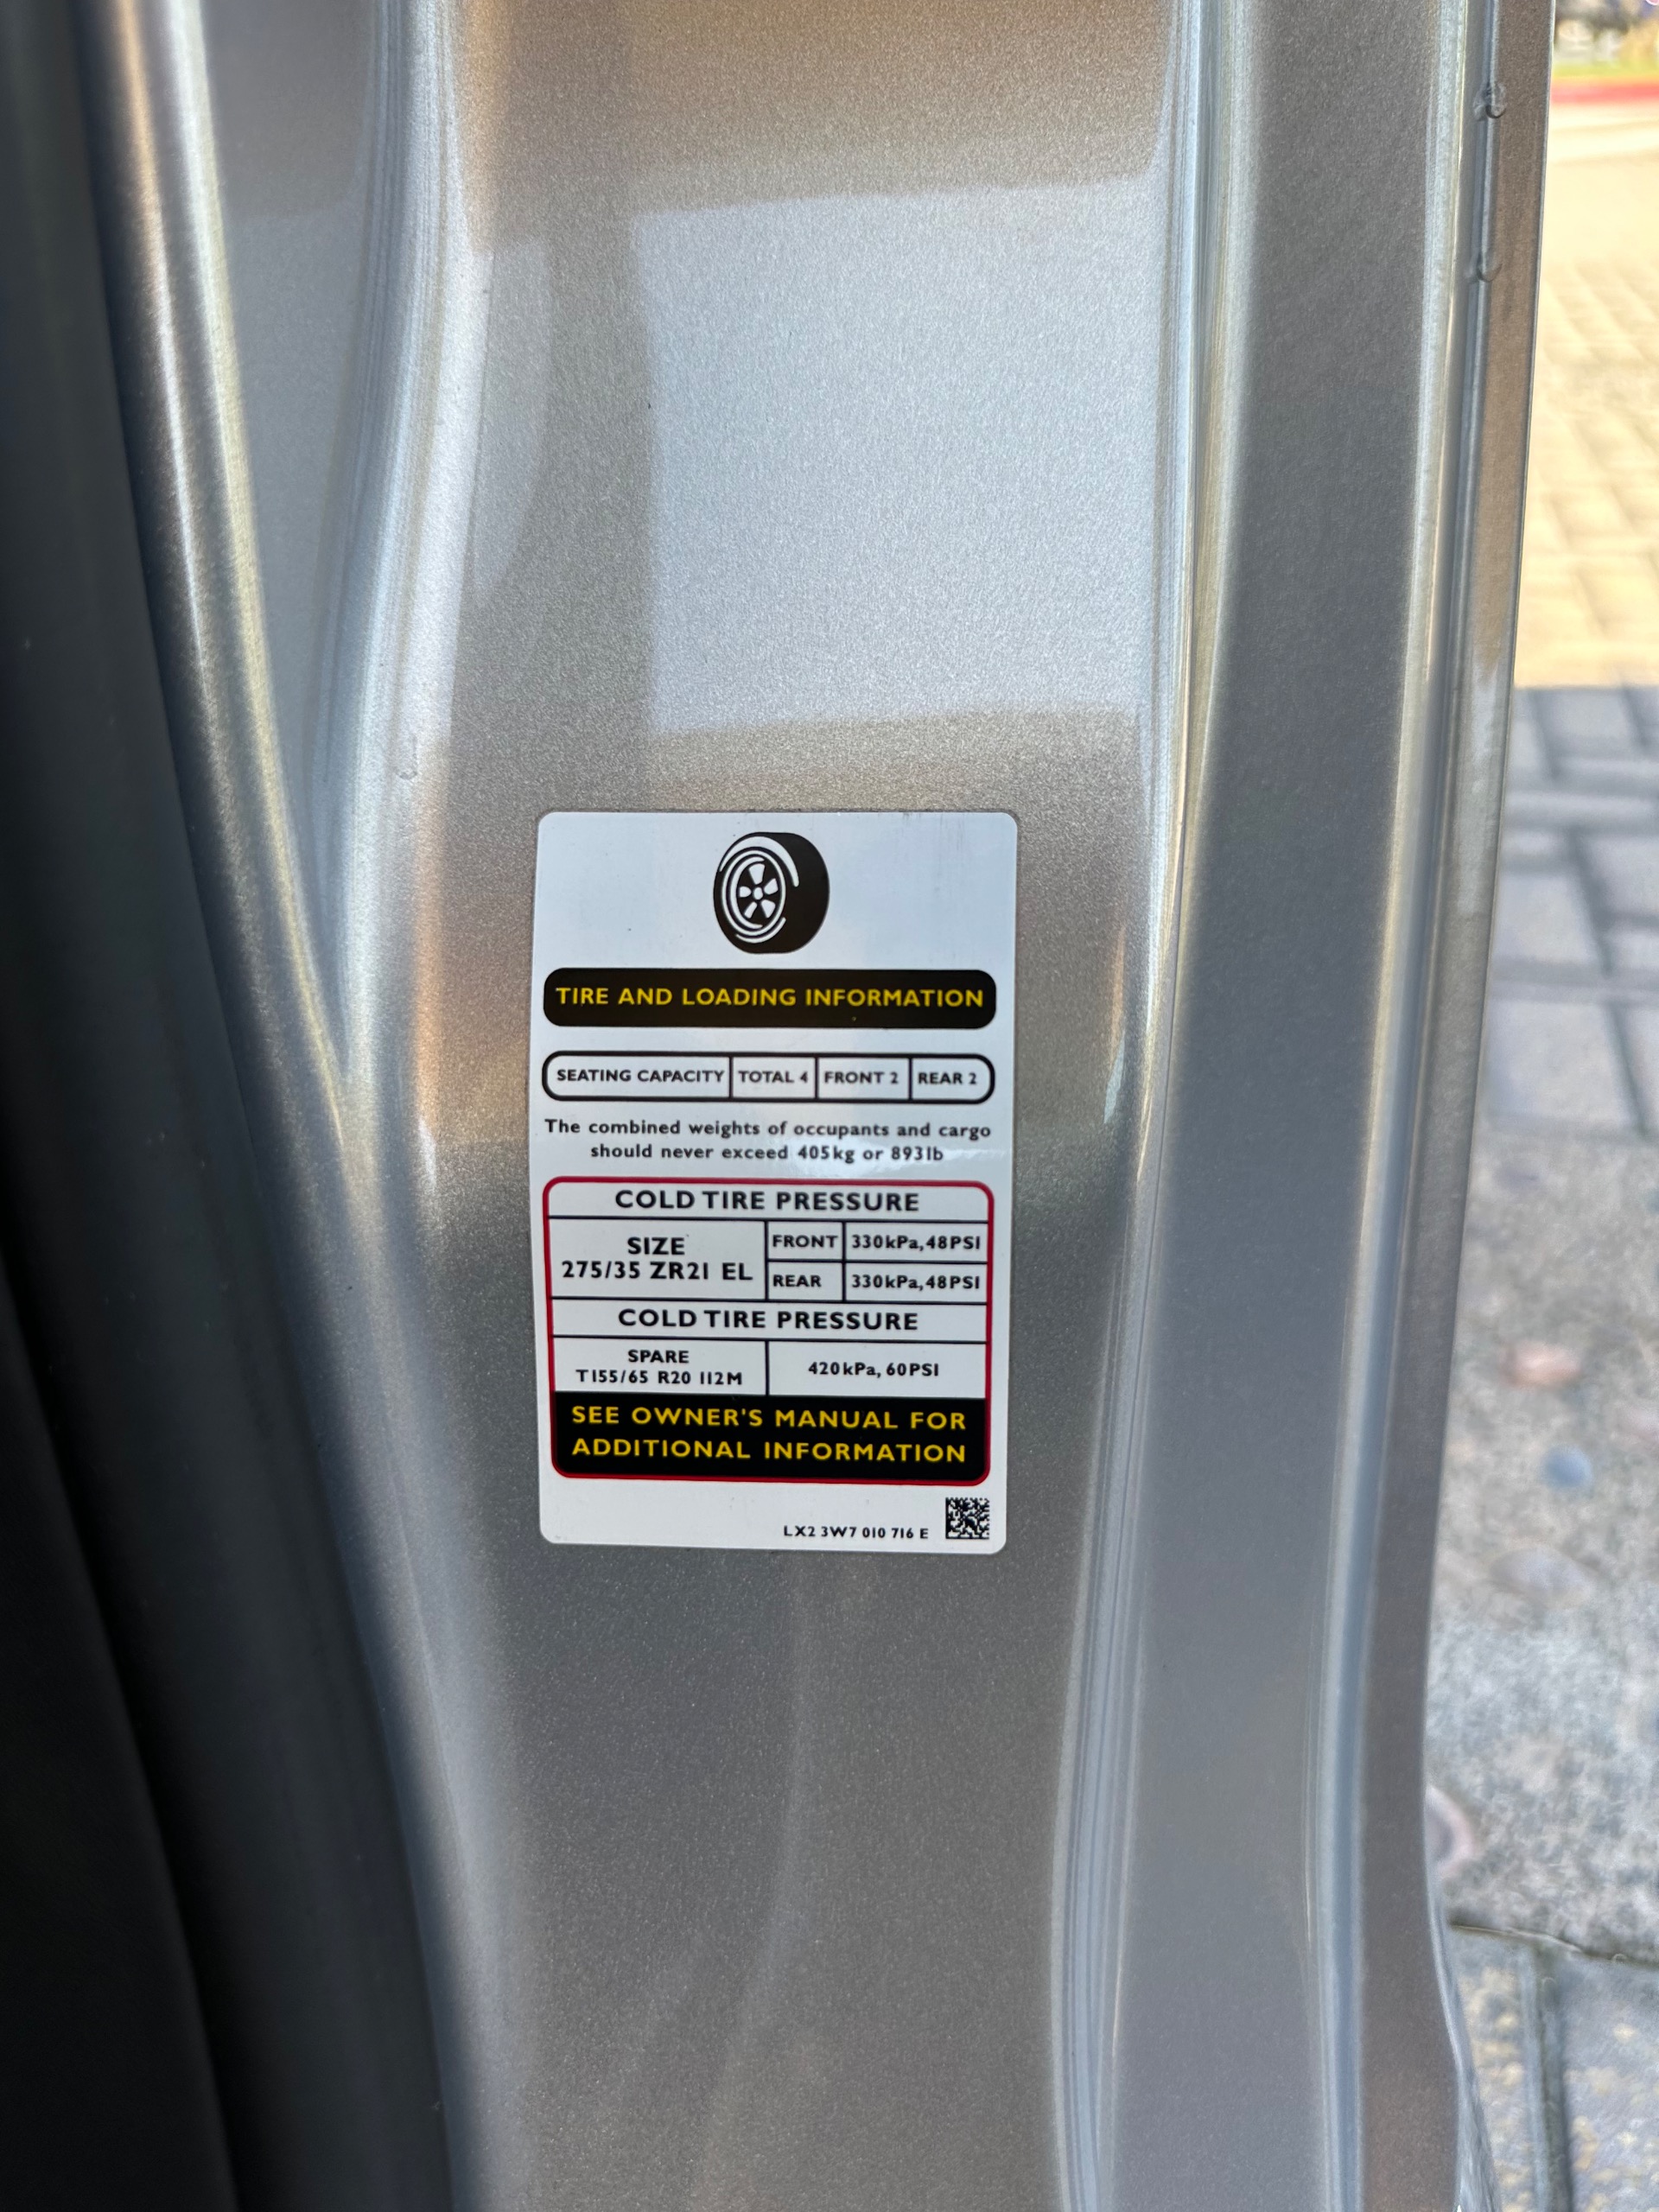 TIRE AND LOADING INFORMATION
SEATING CAPACITY TOTAL 4 FRONT 2 REAR 2
The combined weights of occupants and cargo
should never exceed 405kg or 893lb
COLD TIRE PRESSURE
SIZE
275/35 ZR21 EL
FRONT 330kPa,48PSI
REAR 330kPa,48PSI
COLD TIRE PRESSURE
SPARE
T155/65 R20 112M
420kPa, 60PSI
SEE OWNER'S MANUAL FOR
ADDITIONAL INFORMATION
LX2 3W7 010 716 E